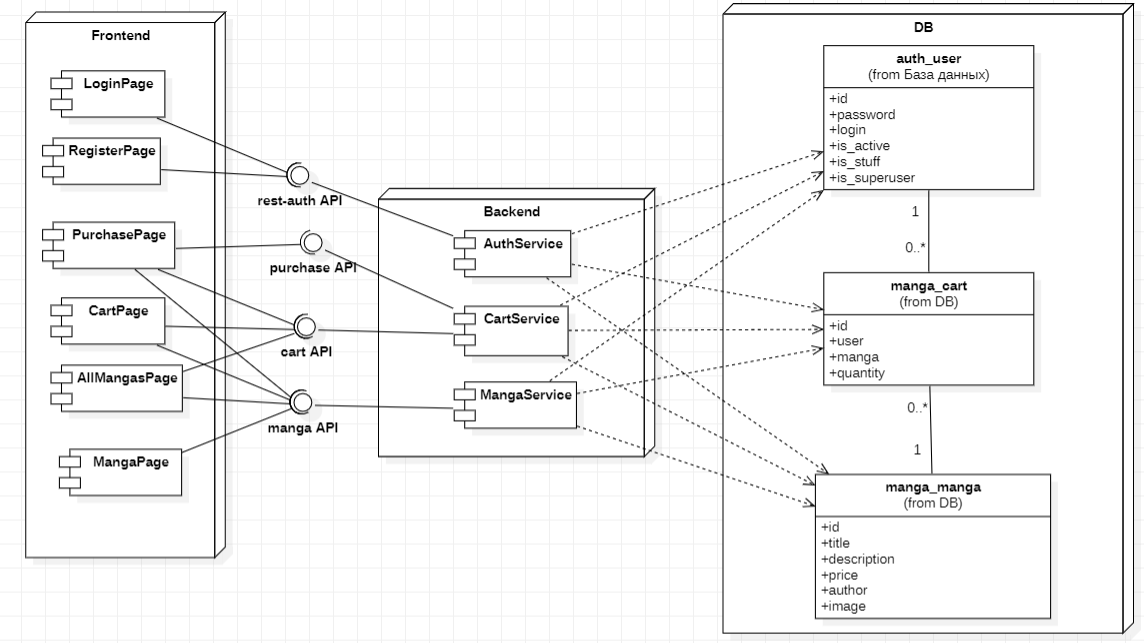 Frontend
LoginPage
RegisterPage
PurchasePage
CartPage
AllMangasPage
MangaPage
rest-auth API
purchase API
cart API
manga API
Backend
AuthService
CartService
MangaService
DB
auth_user
(from База данных)
+id
+password
+login
+is_active
+is_stuff
+is_superuser
1
0..*
manga_cart
(from DB)
+id
+user
+manga
+quantity
0..*
1
manga_manga
(from DB)
+id
+title
+description
+price
+author
+image